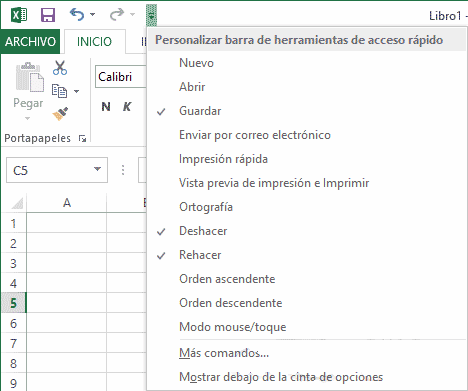 Libro1 -
ARCHIVO INICIO
Personalizar barra de herramientas de acceso rápido
Nuevo
Abrir
Guardar
Enviar por correo electrónico
Impresión rápida
Vista previa de impresión e Imprimir
Ortografía
Deshacer
Rehacer
Orden ascendente
Orden descendente
Modo mouse/toque
Más comandos...
Mostrar debajo de la cinta de opciones
Pegar
Calibri
N K
Portapapeles
C5
A
1
2
3
4
5
6
7
8
9